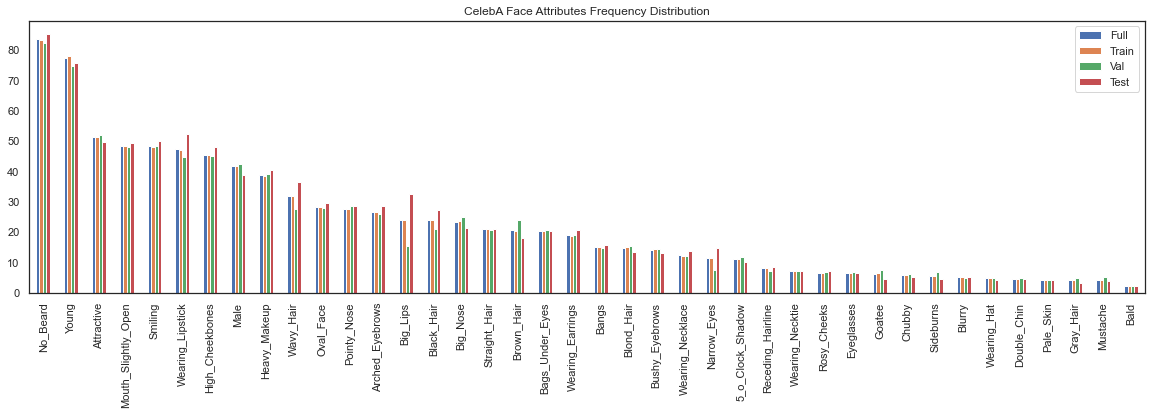 CelebA Face Attributes Frequency Distribution
Full
Train
Val
Test
80
70
60
50
40
30
20
10
0
No_Beard
Young
Attractive
Mouth_Slightly_Open
Smiling
Wearing_Lipstick
High_Cheekbones
Male
Heavy_Makeup
Wavy_Hair
Oval_Face
Pointy_Nose
Arched_Eyebrows
Big_Lips
Black_Hair
Big_Nose
Straight_Hair
Brown_Hair
Bags_Under_Eyes
Wearing_Earrings
Bangs
Blond_Hair
Bushy_Eyebrows
Wearing_Necklace
Narrow_Eyes
5_o_Clock_Shadow
Receding_Hairline
Wearing_Necktie
Rosy_Cheeks
Eyeglasses
Goatee
Chubby
Sideburns
Blurry
Wearing_Hat
Double_Chin
Pale_Skin
Gray_Hair
Mustache
Bald